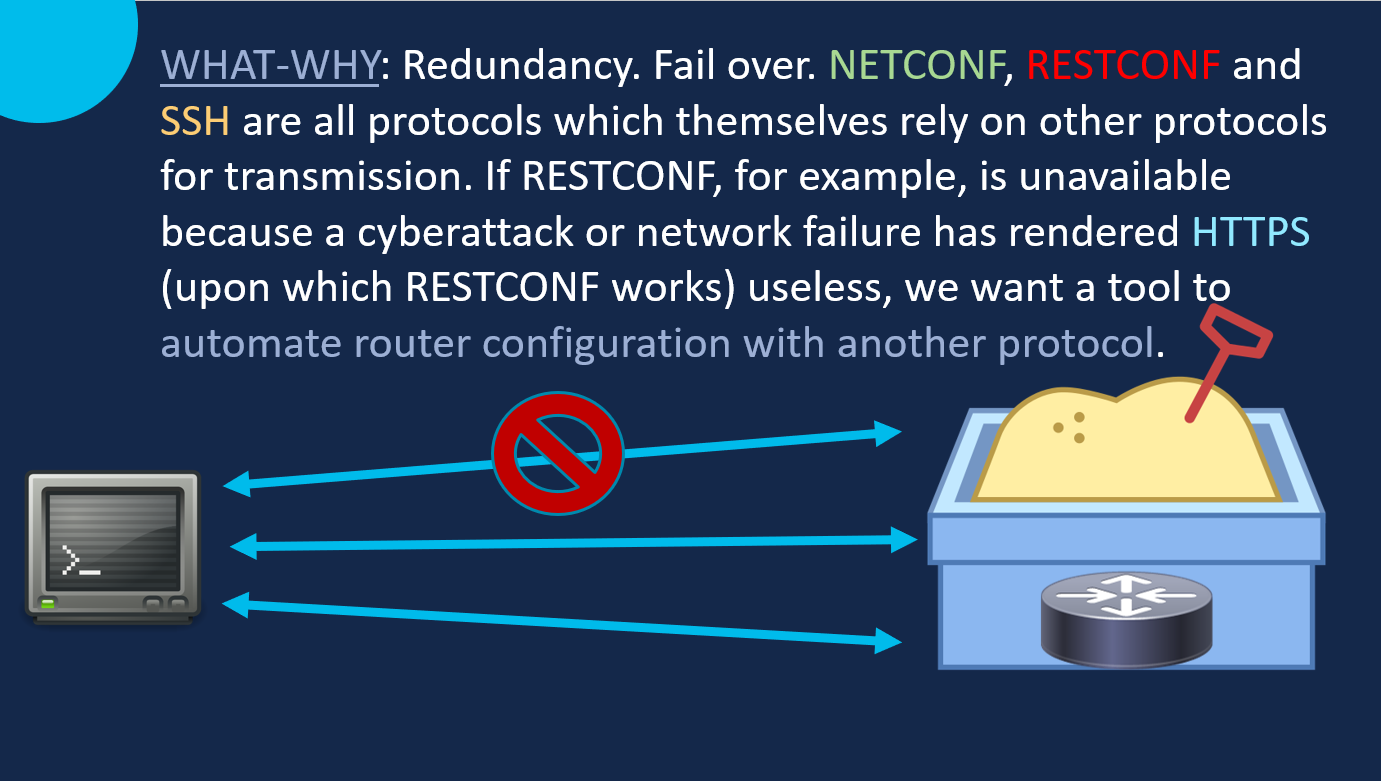 WHAT-WHY: Redundancy. Fail over. NETCONF, RESTCONF and
SSH are all protocols which themselves rely on other protocols
for transmission. If RESTCONF, for example, is unavailable
because a cyberattack or network failure has rendered HTTPS
(upon which RESTCONF works) useless, we want a tool to
automate router configuration with another protocol.
>_